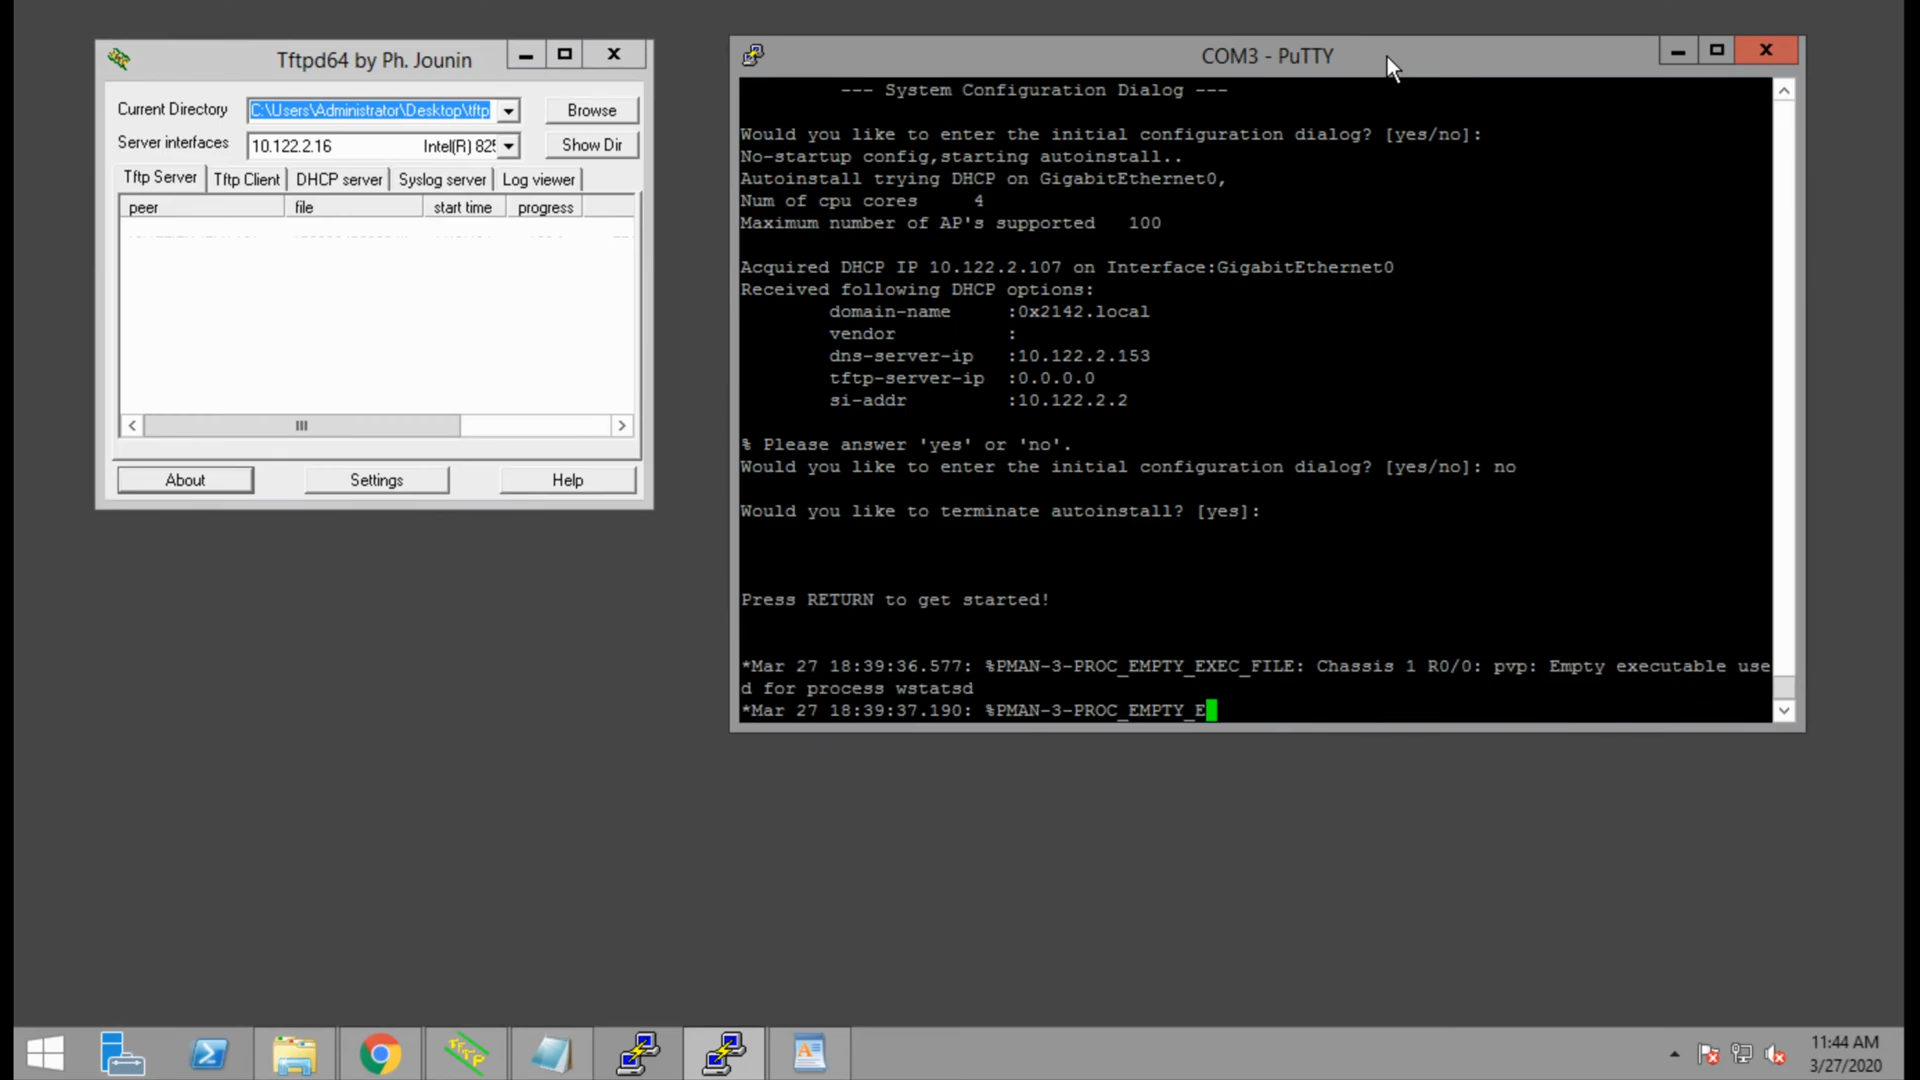 Tftpd64 by Ph. Jounin
Current Directory
C:\Users\Administrator\Desktop\tftp
Browse
Server interfaces
10.122.2.16 Intel(R) 825
Show Dir
Tftp Server
Tftp Client
DHCP server
Syslog server
Log viewer
peer
file
start time
progress
About
Settings
Help
COM3 - PuTTY
--- System Configuration Dialog ---
Would you like to enter the initial configuration dialog? [yes/no]:
No-startup config,starting autoinstall..
Autoinstall trying DHCP on GigabitEthernet0,
Num of cpu cores 4
Maximum number of AP's supported 100
Acquired DHCP IP 10.122.2.107 on Interface:GigabitEthernet0
Received following DHCP options:
domain-name :0x2142.local
vendor :
dns-server-ip :10.122.2.153
tftp-server-ip :0.0.0.0
si-addr :10.122.2.2
% Please answer 'yes' or 'no'.
Would you like to enter the initial configuration dialog? [yes/no]: no
Would you like to terminate autoinstall? [yes]:
Press RETURN to get started!
*Mar 27 18:39:36.577: %PMAN-3-PROC_EMPTY_EXEC_FILE: Chassis 1 R0/0: pvp: Empty executable use
d for process wstatsd
*Mar 27 18:39:37.190: %PMAN-3-PROC_EMPTY_E
TFTP
11:44 AM
3/27/2020